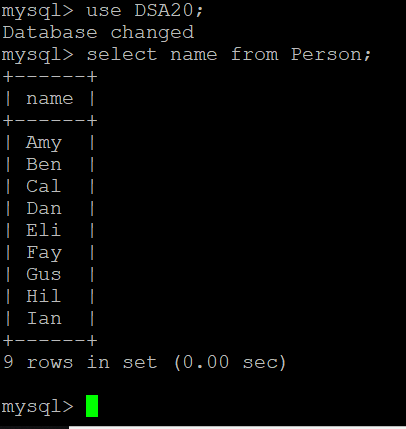 mysql> use DSA20;
Database changed
mysql> select name from Person;
+------+
| name |
+------+
| Amy  |
| Ben  |
| Cal  |
| Dan  |
| Eli  |
| Fay  |
| Gus  |
| Hil  |
| Ian  |
+------+
9 rows in set (0.00 sec)
mysql>